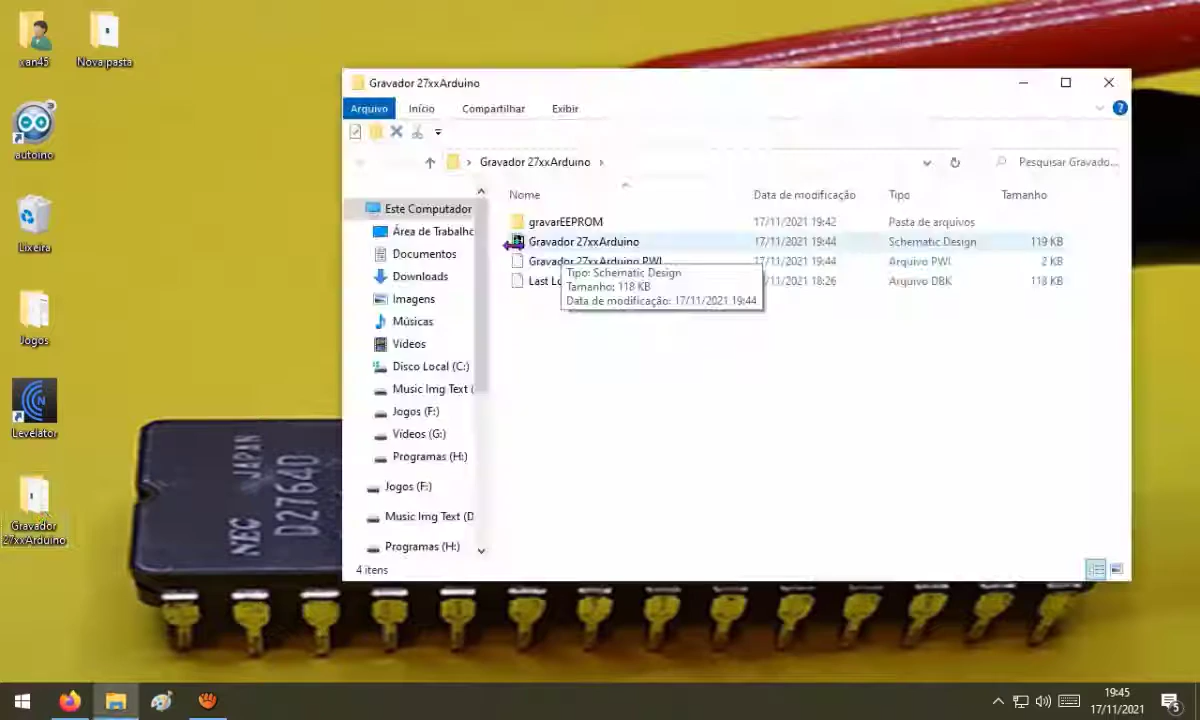 xan45
Nova pasta
autoino
Lixeira
Jogos
Levelator
Gravador
27xxArduino
Gravador 27xxArduino
Arquivo
Início
Compartilhar
Exibir
Gravador 27xxArduino
Pesquisar Gravado...
Nome
Data de modificação
Tipo
Tamanho
gravarEEPROM
17/11/2021 19:42
Pasta de arquivos
Gravador 27xxArduino
17/11/2021 19:44
Schematic Design
119 KB
Gravador 27xxArduino.PWI
17/11/2021 19:44
Arquivo PWI
2 KB
Last Lo
/11/2021 18:26
Arquivo DBK
118 KB
Tipo: Schematic Design
Tamanho: 118 KB
Data de modificação: 17/11/2021 19:44
Este Computador
Área de Trabalho
Documentos
Downloads
Imagens
Músicas
Vídeos
Disco Local (C:)
Music Img Text (
Jogos (F:)
Vídeos (G:)
Programas (H:)
Jogos (F:)
Music Img Text (D
Programas (H:)
4 itens
NEC JAPAN
D2764D
19:45
17/11/2021
5